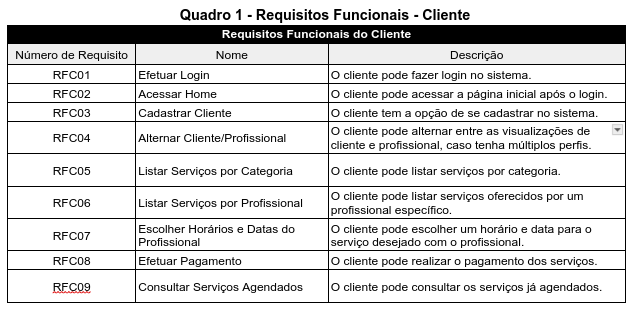 Quadro 1 - Requisitos Funcionais - Cliente
Requisitos Funcionais do Cliente
Número de Requisito Nome Descrição
RFC01 Efetuar Login O cliente pode fazer login no sistema.
RFC02 Acessar Home O cliente pode acessar a página inicial após o login.
RFC03 Cadastrar Cliente O cliente tem a opção de se cadastrar no sistema.
RFC04 Alternar Cliente/Profissional O cliente pode alternar entre as visualizações de
cliente e profissional, caso tenha múltiplos perfis.
RFC05 Listar Serviços por Categoria O cliente pode listar serviços por categoria.
RFC06 Listar Serviços por Profissional O cliente pode listar serviços oferecidos por um
profissional específico.
RFC07 Escolher Horários e Datas do O cliente pode escolher um horário e data para o
Profissional serviço desejado com o profissional.
RFC08 Efetuar Pagamento O cliente pode realizar o pagamento dos serviços.
RFC09 Consultar Serviços Agendados O cliente pode consultar os serviços já agendados.